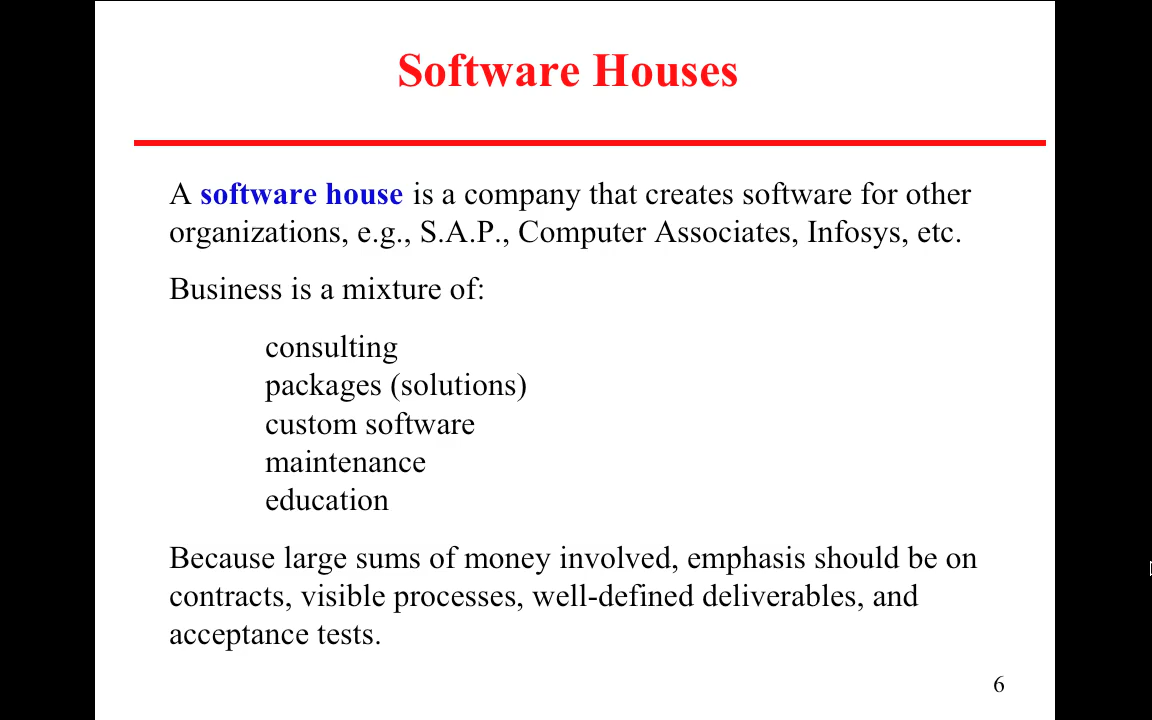 Software Houses
A software house is a company that creates software for other
organizations, e.g., S.A.P., Computer Associates, Infosys, etc.
Business is a mixture of:
consulting
packages (solutions)
custom software
maintenance
education
Because large sums of money involved, emphasis should be on
contracts, visible processes, well-defined deliverables, and
acceptance tests.
6